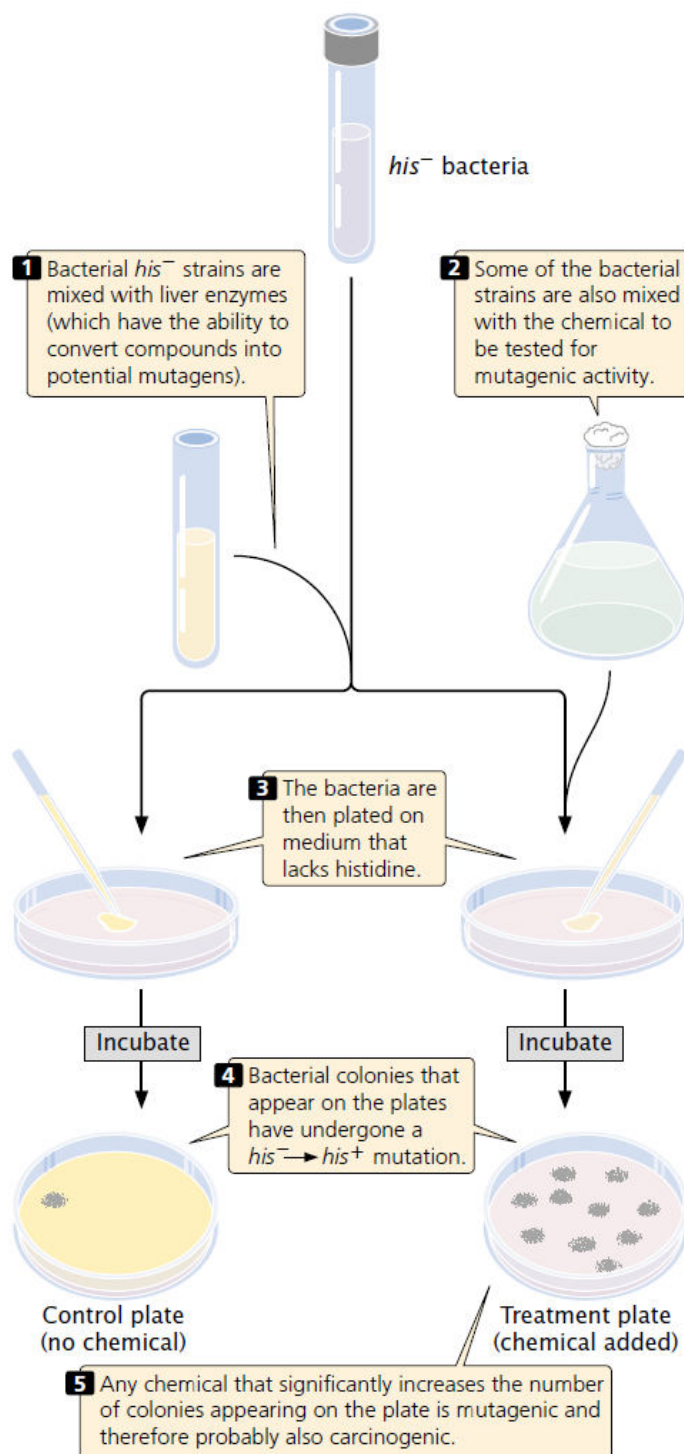 his⁻ bacteria
1 Bacterial his⁻ strains are
mixed with liver enzymes
(which have the ability to
convert compounds into
potential mutagens).
2 Some of the bacterial
strains are also mixed
with the chemical to
be tested for
mutagenic activity.
3 The bacteria are
then plated on
medium that
lacks histidine.
Incubate
Incubate
4 Bacterial colonies that
appear on the plates
have undergone a
his⁻ → his⁺ mutation.
Control plate
(no chemical)
Treatment plate
(chemical added)
5 Any chemical that significantly increases the number
of colonies appearing on the plate is mutagenic and
therefore probably also carcinogenic.